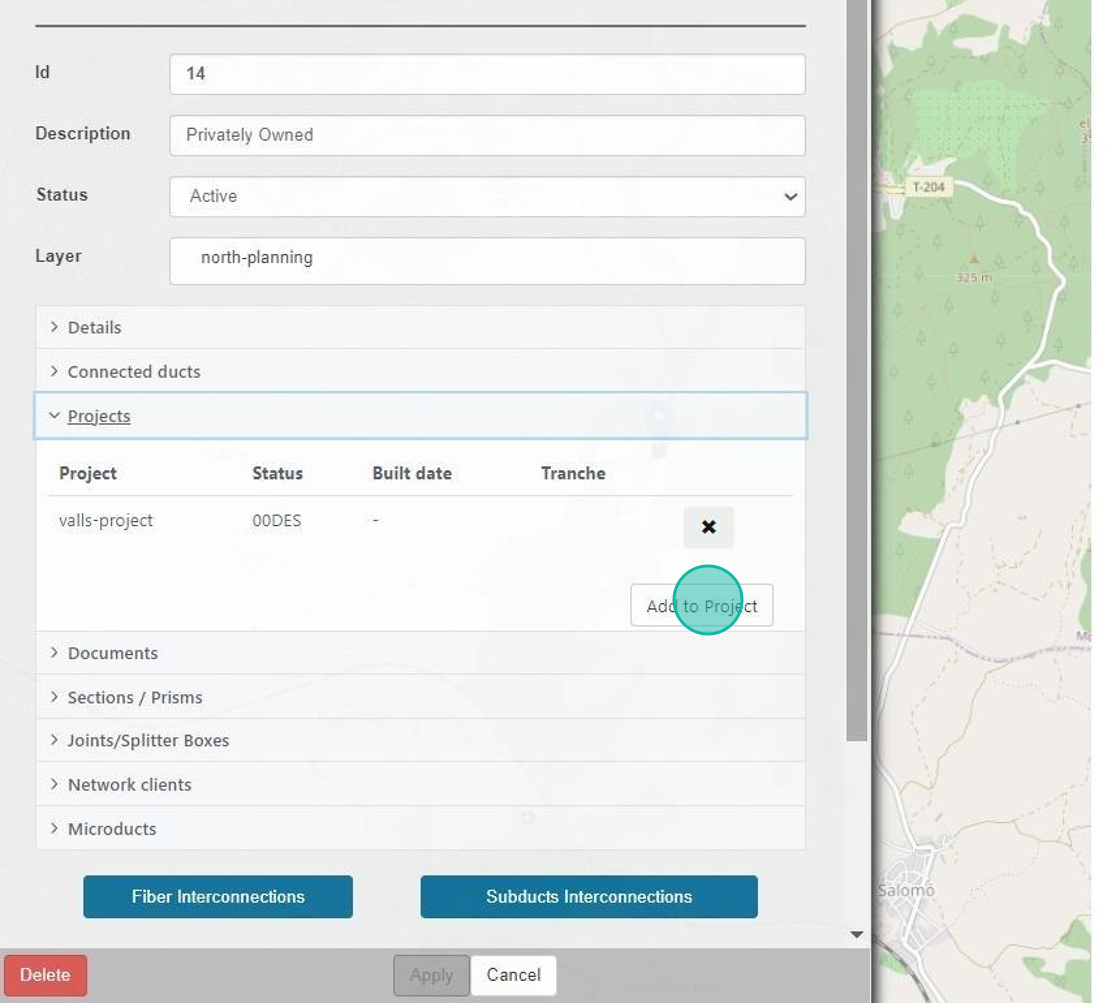 Id
14
Description
Privately Owned
Status
Active
Layer
north-planning
Details
Connected ducts
Projects
Project Status Built date Tranche
valls-project 00DES -
Add to Project
Documents
Sections / Prisms
Joints/Splitter Boxes
Network clients
Microducts
Fiber Interconnections Subducts Interconnections
Delete Apply Cancel
T-204
325 m
Salomó